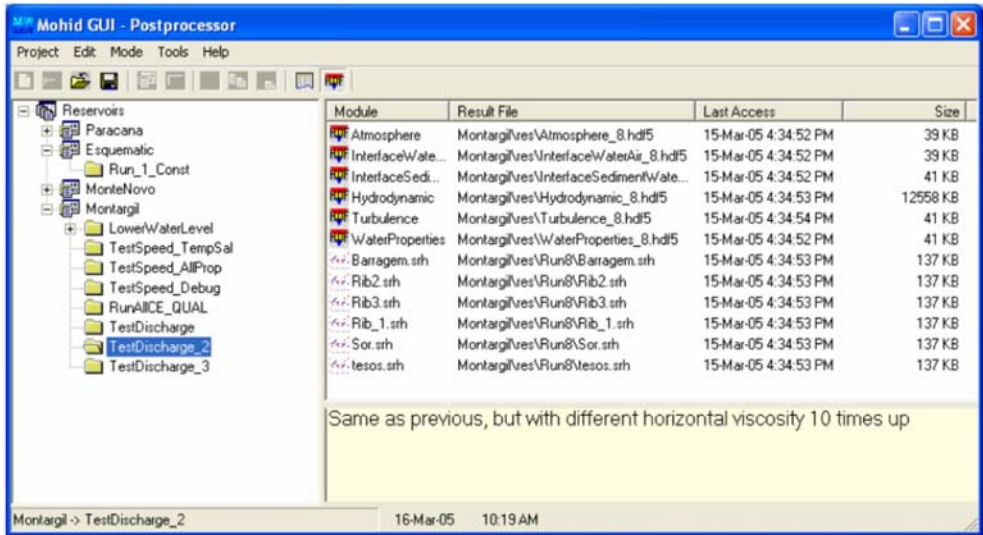 Mohid GUI - Postprocessor
Project Edit Mode Tools Help
Reservoirs
Paracana
Esquematic
Run_1_Const
MonteNovo
Montargil
LowerWaterLevel
TestSpeed_TempSal
TestSpeed_AllProp
TestSpeed_Debug
RunAllCE_QUAL
TestDischarge
TestDischarge_2
TestDischarge_3
Module Result File Last Access Size
Atmosphere Montargil\res\Atmosphere_8.hdf5 15-Mar-05 4:34:52 PM 39 KB
InterfaceWate... Montargil\res\InterfaceWaterAir_8.hdf5 15-Mar-05 4:34:52 PM 39 KB
InterfaceSedi... Montargil\res\InterfaceSedimentWate... 15-Mar-05 4:34:52 PM 41 KB
Hydrodynamic Montargil\res\Hydrodynamic_8.hdf5 15-Mar-05 4:34:53 PM 12558 KB
Turbulence Montargil\res\Turbulence_8.hdf5 15-Mar-05 4:34:54 PM 41 KB
WaterProperties Montargil\res\WaterProperties_8.hdf5 15-Mar-05 4:34:52 PM 41 KB
Barragem.srh Montargil\res\Run8\Barragem.srh 15-Mar-05 4:34:53 PM 137 KB
Rib2.srh Montargil\res\Run8\Rib2.srh 15-Mar-05 4:34:53 PM 137 KB
Rib3.srh Montargil\res\Run8\Rib3.srh 15-Mar-05 4:34:53 PM 137 KB
Rib_1.srh Montargil\res\Run8\Rib_1.srh 15-Mar-05 4:34:53 PM 137 KB
Sor.srh Montargil\res\Run8\Sor.srh 15-Mar-05 4:34:53 PM 137 KB
tesos.srh Montargil\res\Run8\tesos.srh 15-Mar-05 4:34:53 PM 137 KB
Same as previous, but with different horizontal viscosity 10 times up
Montargil -> TestDischarge_2 16-Mar-05 10:19 AM